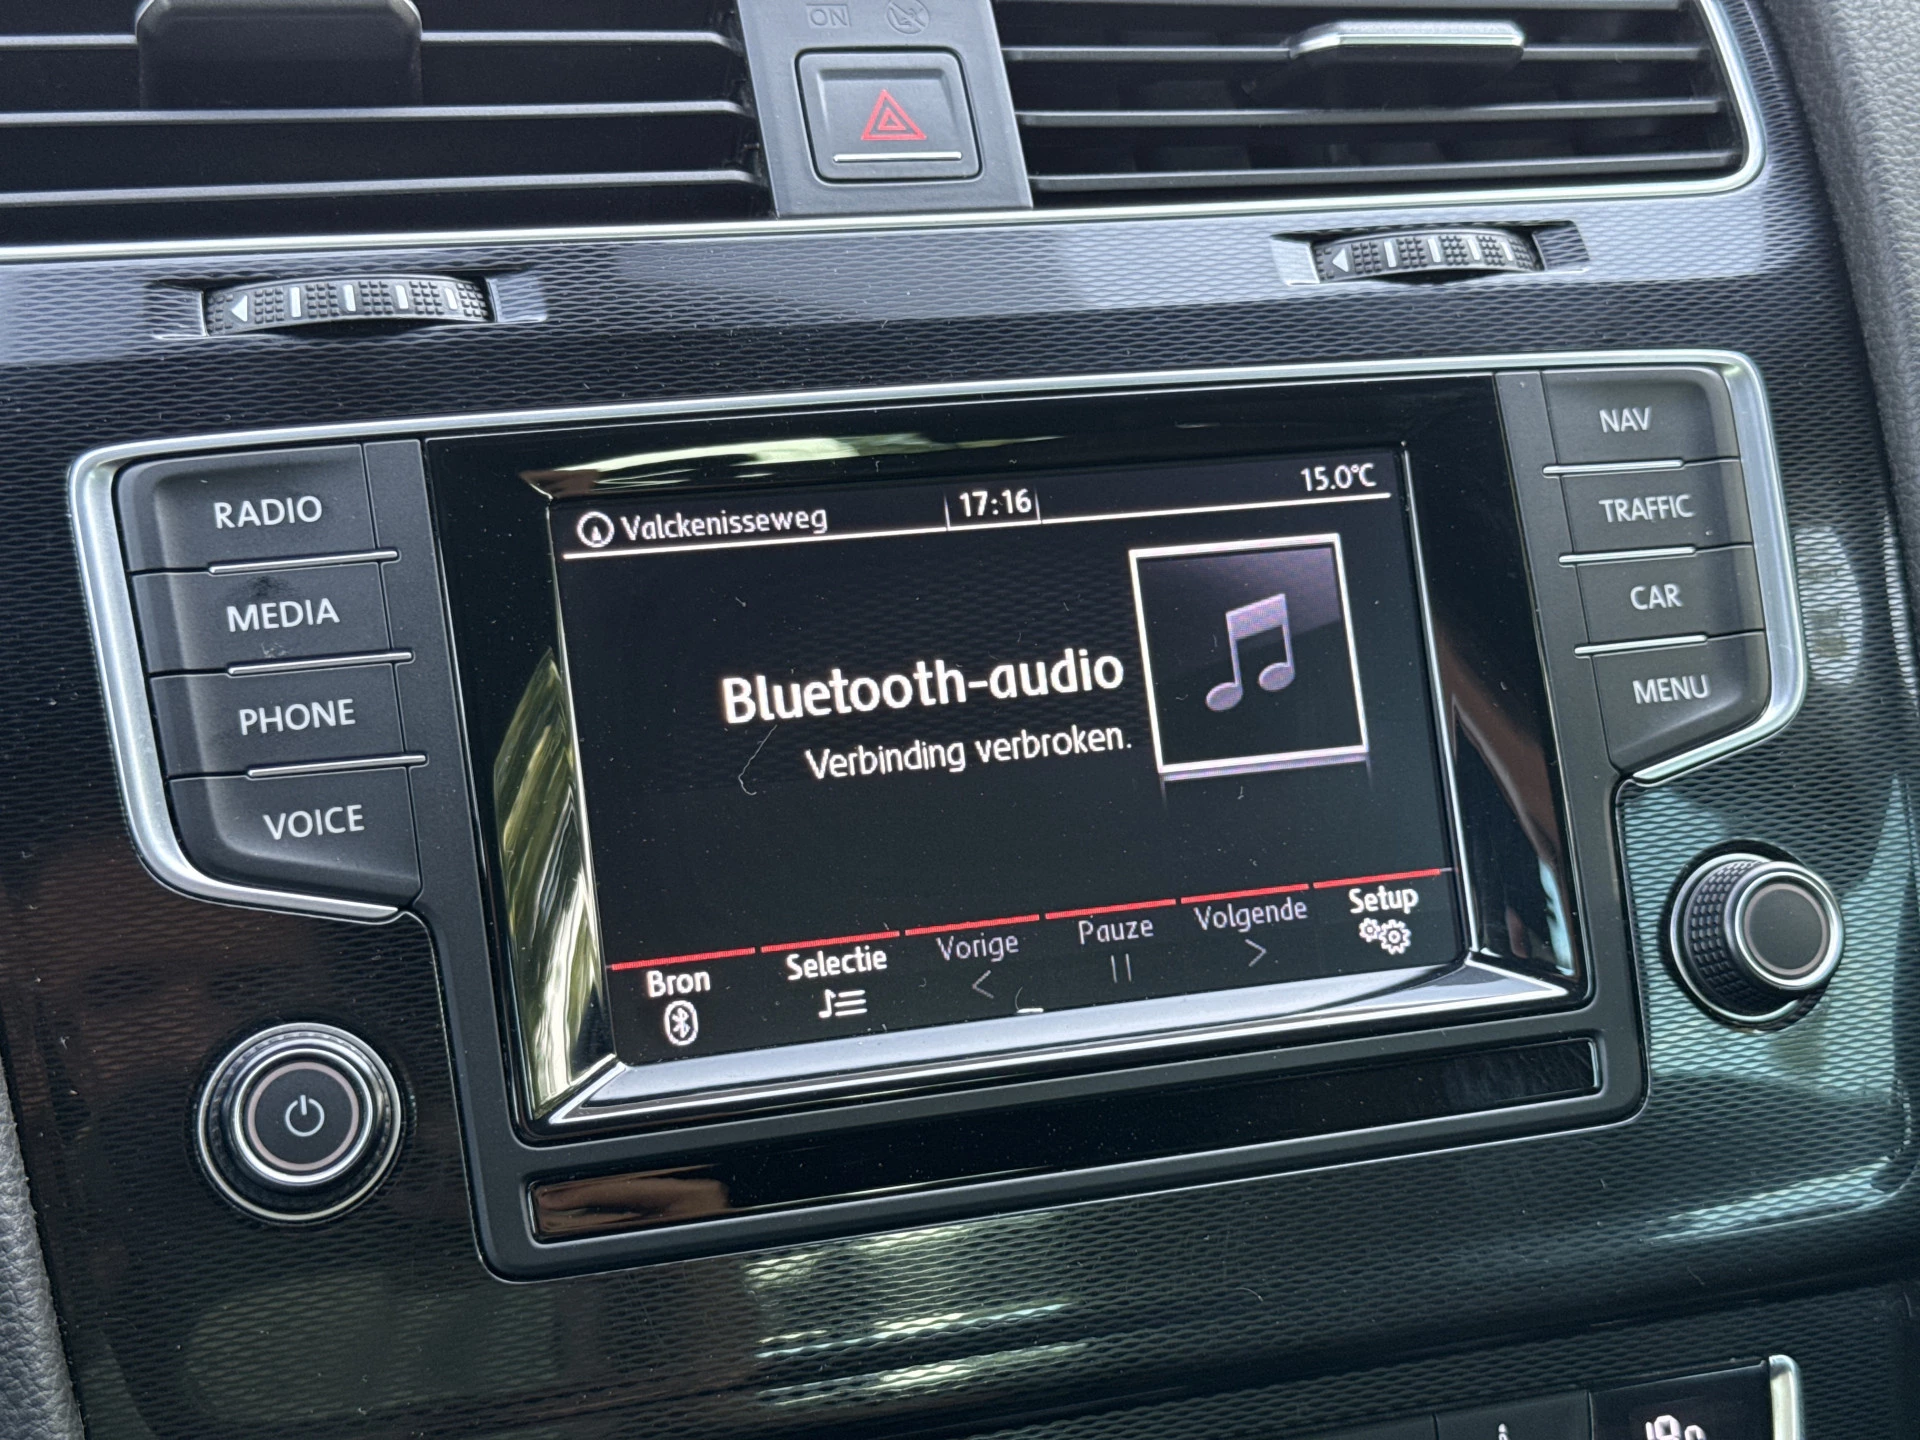 ON
RADIO
MEDIA
PHONE
VOICE
Valckenisseweg
17:16
15.0°C
Bluetooth-audio
Verbinding verbroken.
Bron
Selectie
Vorige
<
Pauze
Volgende
>
Setup
NAV
TRAFFIC
CAR
MENU